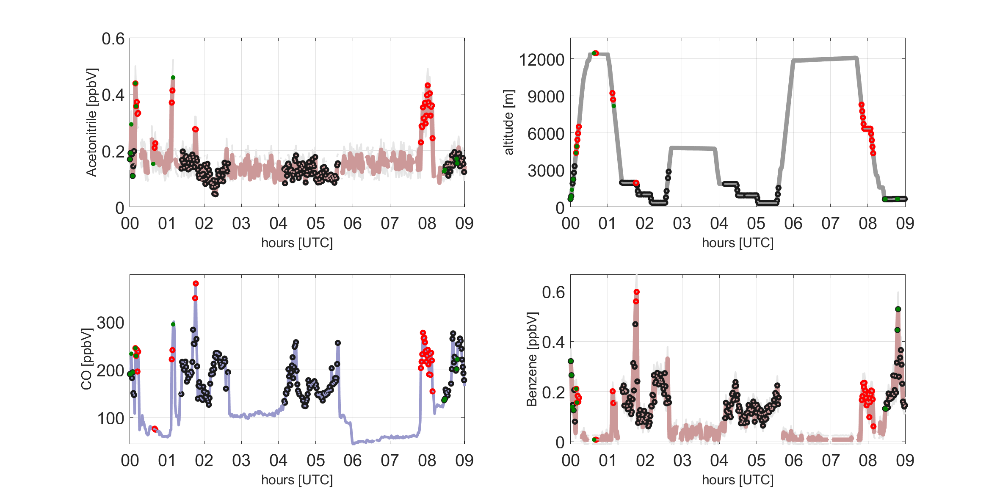 Acetonitrile [ppbV]
0.6
0.4
0.2
0
00 01 02 03 04 05 06 07 08 09
hours [UTC]
altitude [m]
12000
9000
6000
3000
0
00 01 02 03 04 05 06 07 08 09
hours [UTC]
CO [ppbV]
300
200
100
00 01 02 03 04 05 06 07 08 09
hours [UTC]
Benzene [ppbV]
0.6
0.4
0.2
0
00 01 02 03 04 05 06 07 08 09
hours [UTC]